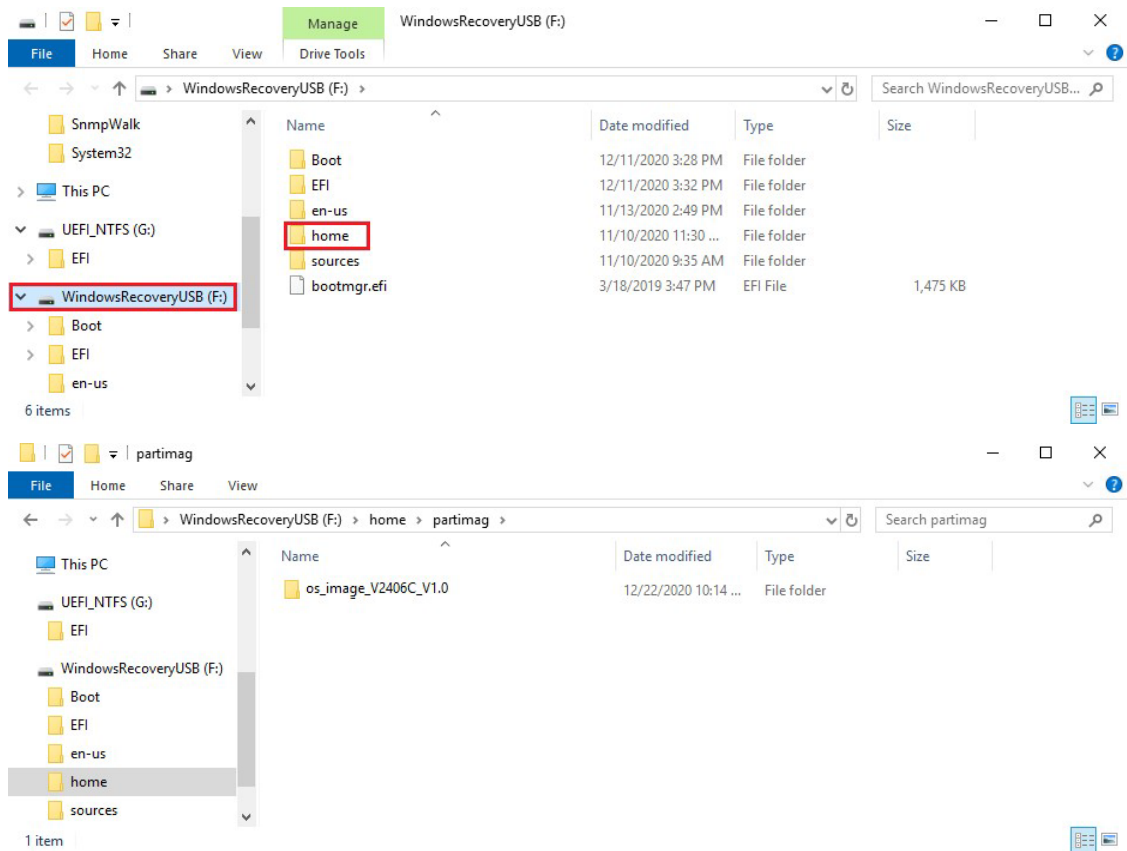 Manage WindowsRecoveryUSB (F:)
File Home Share View Drive Tools
WindowsRecoveryUSB (F:) Search WindowsRecoveryUSB...
SnmpWalk
System32
This PC
UEFI_NTFS (G:)
EFI
WindowsRecoveryUSB (F:)
Boot
EFI
en-us
Name Date modified Type Size
Boot 12/11/2020 3:28 PM File folder
EFI 12/11/2020 3:32 PM File folder
en-us 11/13/2020 2:49 PM File folder
home 11/10/2020 11:30 ... File folder
sources 11/10/2020 9:35 AM File folder
bootmgr.efi 3/18/2019 3:47 PM EFI File 1,475 KB
6 items
partimag
File Home Share View
WindowsRecoveryUSB (F:) home partimag Search partimag
This PC
UEFI_NTFS (G:)
EFI
WindowsRecoveryUSB (F:)
Boot
EFI
en-us
home
sources
Name Date modified Type Size
os_image_V2406C_V1.0 12/22/2020 10:14 ... File folder
1 item